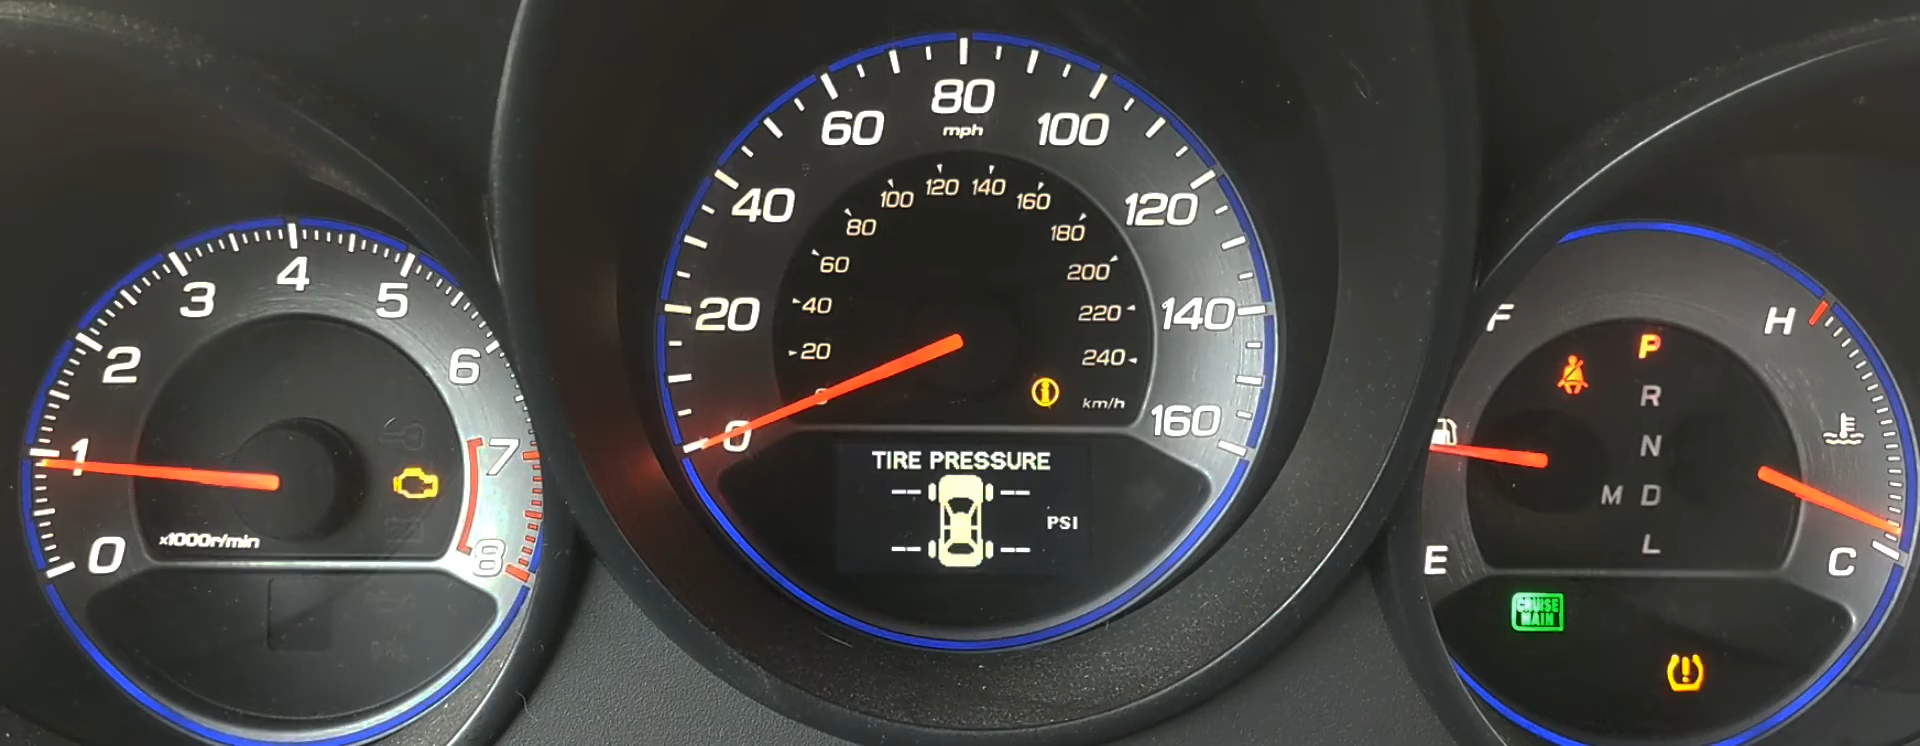 0
1
2
3
4
5
6
7
8
x1000r/min
0
20
40
60
80
100
120
140
160
mph
0
20
40
60
80
100
120
140
160
180
200
220
240
km/h
TIRE PRESSURE
-- --
PSI
-- --
F
E
P
R
N
M D
L
H
C
CRUISE
MAIN